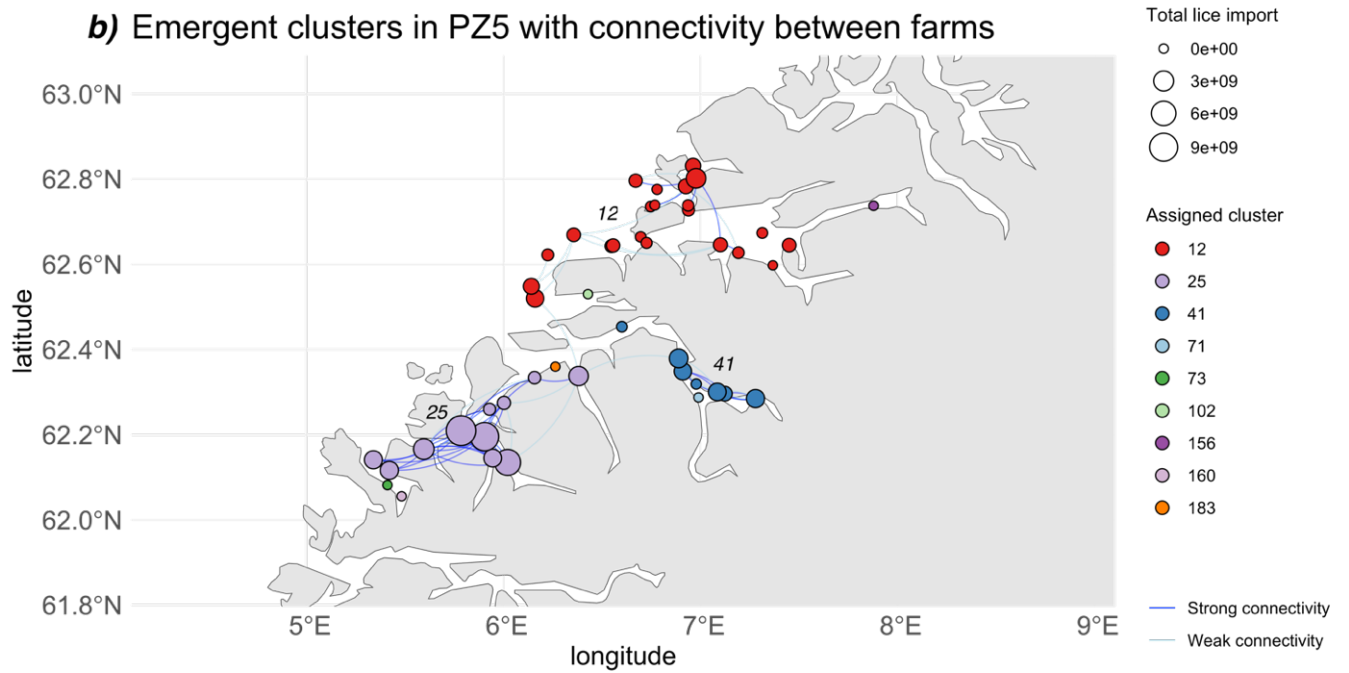 b) Emergent clusters in PZ5 with connectivity between farms
Total lice import
0e+00
3e+09
6e+09
9e+09
Assigned cluster
12
25
41
71
73
102
156
160
183
Strong connectivity
Weak connectivity
latitude
63.0°N
62.8°N
62.6°N
62.4°N
62.2°N
62.0°N
61.8°N
12
41
25
5°E 6°E 7°E 8°E 9°E
longitude